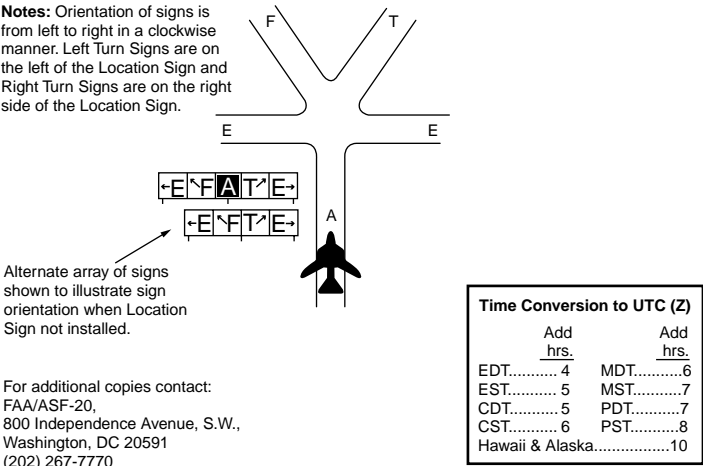 Notes: Orientation of signs is
from left to right in a clockwise
manner. Left Turn Signs are on
the left of the Location Sign and
Right Turn Signs are on the right
side of the Location Sign.
F T
E E
←E ↖F A T↗ E→
←E ↖F T↗ E→
A
Alternate array of signs
shown to illustrate sign
orientation when Location
Sign not installed.
For additional copies contact:
FAA/ASF-20,
800 Independence Avenue, S.W.,
Washington, DC 20591
(202) 267-7770
Time Conversion to UTC (Z)
Add Add
hrs. hrs.
EDT........... 4 MDT..........6
EST........... 5 MST..........7
CDT........... 5 PDT..........7
CST........... 6 PST..........8
Hawaii & Alaska.................10